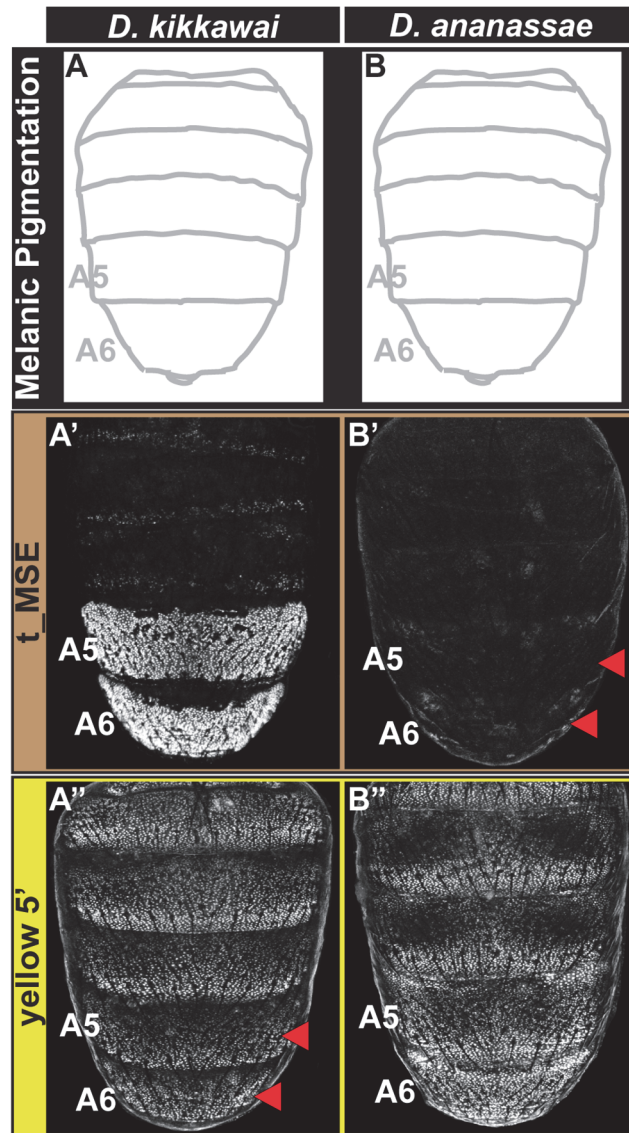 D. kikkawai
D. ananassae
Melanic Pigmentation
A
B
A5
A5
A6
A6
t_MSE
A'
B'
A5
A5
A6
A6
yellow 5'
A"
B"
A5
A5
A6
A6